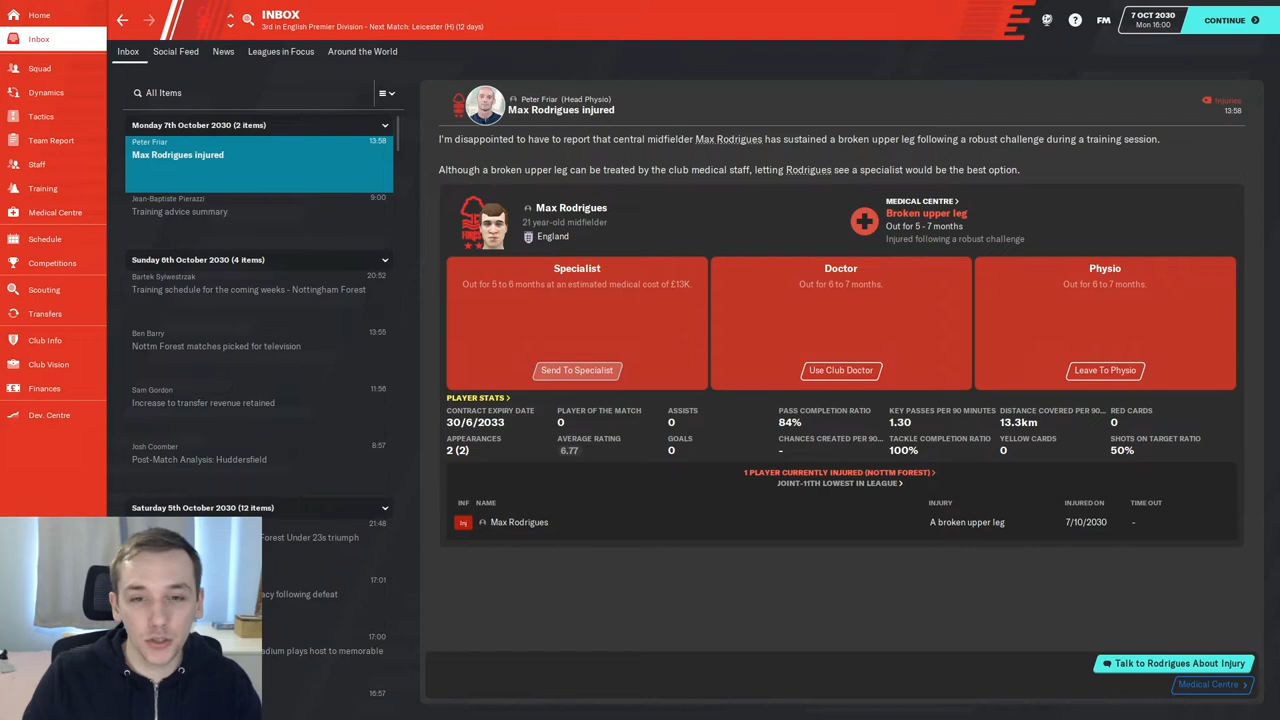 Home
Inbox
Squad
Dynamics
Tactics
Team Report
Staff
Training
Medical Centre
Schedule
Competitions
Scouting
Transfers
Club Info
Club Vision
Finances
Dev. Centre
INBOX
3rd in English Premier Division - Next Match: Leicester (H) (12 days)
FM
7 OCT 2030
Mon 16:00
CONTINUE
Inbox
Social Feed
News
Leagues in Focus
Around the World
All Items
Monday 7th October 2030 (2 items)
Peter Friar 13:58
Max Rodrigues injured
Jean-Baptiste Pierazzi 9:00
Training advice summary
Sunday 6th October 2030 (4 items)
Bartek Sylwestrzak 20:52
Training schedule for the coming weeks - Nottingham Forest
Ben Barry 13:55
Nottm Forest matches picked for television
Sam Gordon 11:56
Increase to transfer revenue retained
Josh Coomber 8:57
Post-Match Analysis: Huddersfield
Saturday 5th October 2030 (12 items)
21:48
Forest Under 23s triumph
17:01
acy following defeat
17:00
adium plays host to memorable
16:57
Peter Friar (Head Physio)
Max Rodrigues injured
Injuries
13:58
I'm disappointed to have to report that central midfielder Max Rodrigues has sustained a broken upper leg following a robust challenge during a training session.
Although a broken upper leg can be treated by the club medical staff, letting Rodrigues see a specialist would be the best option.
FOREST
Max Rodrigues
21 year-old midfielder
England
MEDICAL CENTRE >
Broken upper leg
Out for 5 - 7 months
Injured following a robust challenge
Specialist
Out for 5 to 6 months at an estimated medical cost of £13K.
Send To Specialist
Doctor
Out for 6 to 7 months.
Use Club Doctor
Physio
Out for 6 to 7 months.
Leave To Physio
PLAYER STATS >
CONTRACT EXPIRY DATE PLAYER OF THE MATCH ASSISTS PASS COMPLETION RATIO KEY PASSES PER 90 MINUTES DISTANCE COVERED PER 90... RED CARDS
30/6/2033 0 0 84% 1.30 13.3km 0
APPEARANCES AVERAGE RATING GOALS CHANCES CREATED PER 90... TACKLE COMPLETION RATIO YELLOW CARDS SHOTS ON TARGET RATIO
2 (2) 6.77 0 - 100% 0 50%
1 PLAYER CURRENTLY INJURED (NOTTM FOREST) >
JOINT-11TH LOWEST IN LEAGUE >
INF NAME INJURY INJURED ON TIME OUT
Inj Max Rodrigues A broken upper leg 7/10/2030 -
Talk to Rodrigues About Injury
Medical Centre >